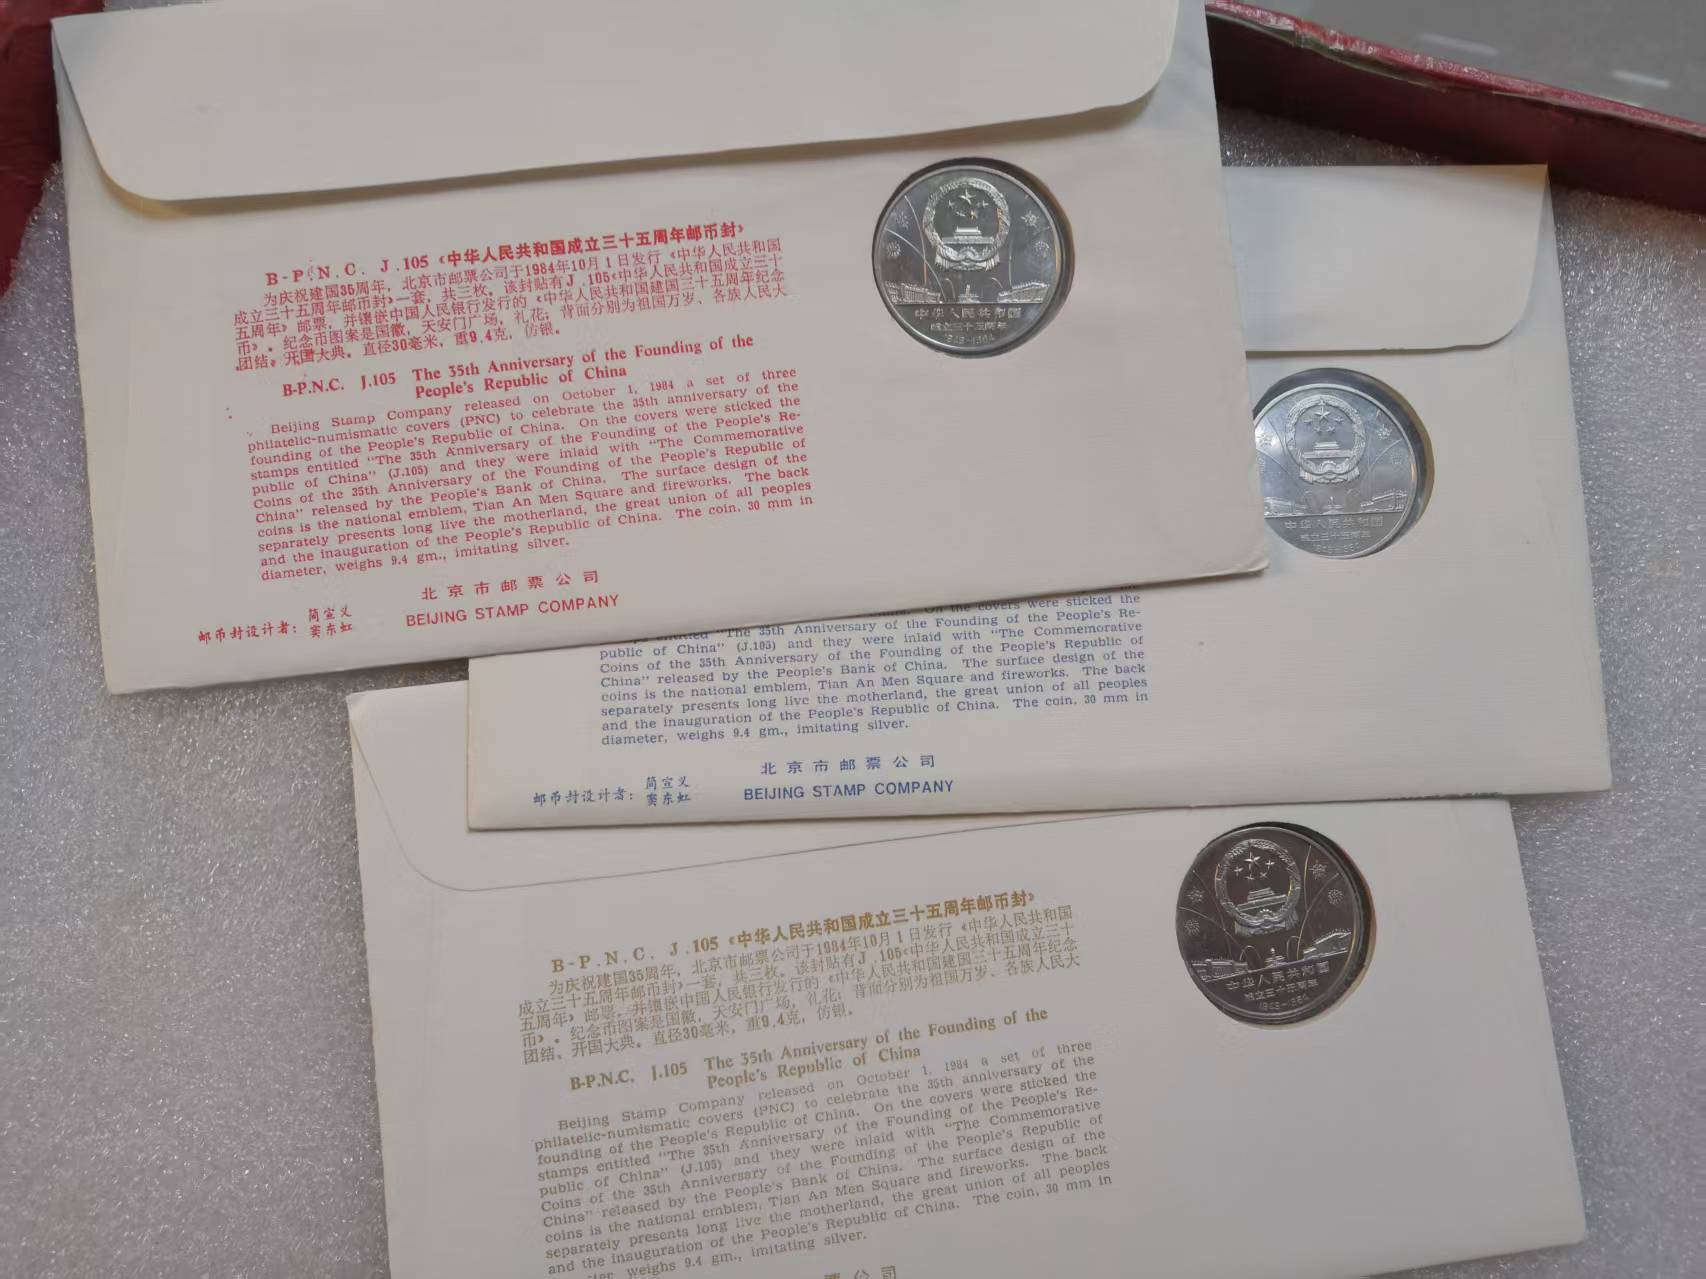 B-P.N.C. J.105《中华人民共和国成立三十五周年邮币封》
为庆祝建国35周年，北京市邮票公司于1984年10月1日发行《中华人民共和国
成立三十五周年邮币封》一套，共三枚。该封贴有J.105《中华人民共和国成立三十
五周年》邮票，并镶嵌中国人民银行发行的《中华人民共和国建国三十五周年纪念
币》。纪念币图案是国徽，天安门广场，礼花；背面分别为祖国万岁、各族人民大
团结、开国大典。直径30毫米，重9.4克，仿银。
B-P.N.C. J.105 The 35th Anniversary of the Founding of the
People's Republic of China
Beijing Stamp Company released on October 1, 1984 a set of three
philatelic-numismatic covers (PNC) to celebrate the 35th anniversary of the
founding of the People's Republic of China. On the covers were sticked the
stamps entitled "The 35th Anniversary of the Founding of the People's Re-
public of China" (J.105) and they were inlaid with "The Commemorative
Coins of the 35th Anniversary of the Founding of the People's Republic of
China" released by the People's Bank of China. The surface design of the
coins is the national emblem, Tian An Men Square and fireworks. The back
separately presents long live the motherland, the great union of all peoples
and the inauguration of the People's Republic of China. The coin, 30 mm in
diameter, weighs 9.4 gm., imitating silver.
北京市邮票公司
BEIJING STAMP COMPANY
邮币封设计者：简宣义
窦东虹
中华人民共和国
成立三十五周年
1949-1984
On the covers were sticked the
"The 35th Anniversary of the Founding of the People's Re-
public of China" (J.105) and they were inlaid with "The Commemorative
Coins of the 35th Anniversary of the Founding of the People's Republic of
China" released by the People's Bank of China. The surface design of the
coins is the national emblem, Tian An Men Square and fireworks. The back
separately presents long live the motherland, the great union of all peoples
and the inauguration of the People's Republic of China. The coin, 30 mm in
diameter, weighs 9.4 gm., imitating silver.
北京市邮票公司
BEIJING STAMP COMPANY
邮币封设计者：简宣义
窦东虹
中华人民共和国
成立三十五周年
1949-1984
B-P.N.C. J.105《中华人民共和国成立三十五周年邮币封》
为庆祝建国35周年，北京市邮票公司于1984年10月1日发行《中华人民共和国
成立三十五周年邮币封》一套，共三枚。该封贴有J.105《中华人民共和国成立三十
五周年》邮票，并镶嵌中国人民银行发行的《中华人民共和国建国三十五周年纪念
币》。纪念币图案是国徽，天安门广场，礼花；背面分别为祖国万岁、各族人民大
团结、开国大典。直径30毫米，重9.4克，仿银。
B-P.N.C. J.105 The 35th Anniversary of the Founding of the
People's Republic of China
Beijing Stamp Company released on October 1, 1984 a set of three
philatelic-numismatic covers (PNC) to celebrate the 35th anniversary of the
founding of the People's Republic of China. On the covers were sticked the
stamps entitled "The 35th Anniversary of the Founding of the People's Re-
public of China" (J.105) and they were inlaid with "The Commemorative
Coins of the 35th Anniversary of the Founding of the People's Republic of
China" released by the People's Bank of China. The surface design of the
coins is the national emblem, Tian An Men Square and fireworks. The back
separately presents long live the motherland, the great union of all peoples
and the inauguration of the People's Republic of China. The coin, 30 mm in
weighs 9.4 gm., imitating silver.
票公司
中华人民共和国
成立三十五周年
1949-1984